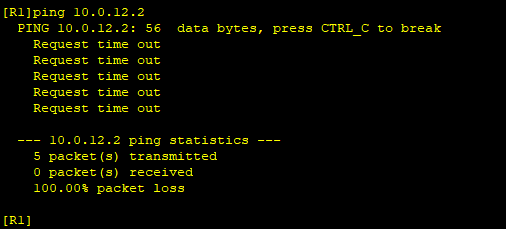 [R1]ping 10.0.12.2
  PING 10.0.12.2: 56  data bytes, press CTRL_C to break
    Request time out
    Request time out
    Request time out
    Request time out
    Request time out

  --- 10.0.12.2 ping statistics ---
    5 packet(s) transmitted
    0 packet(s) received
    100.00% packet loss

[R1]